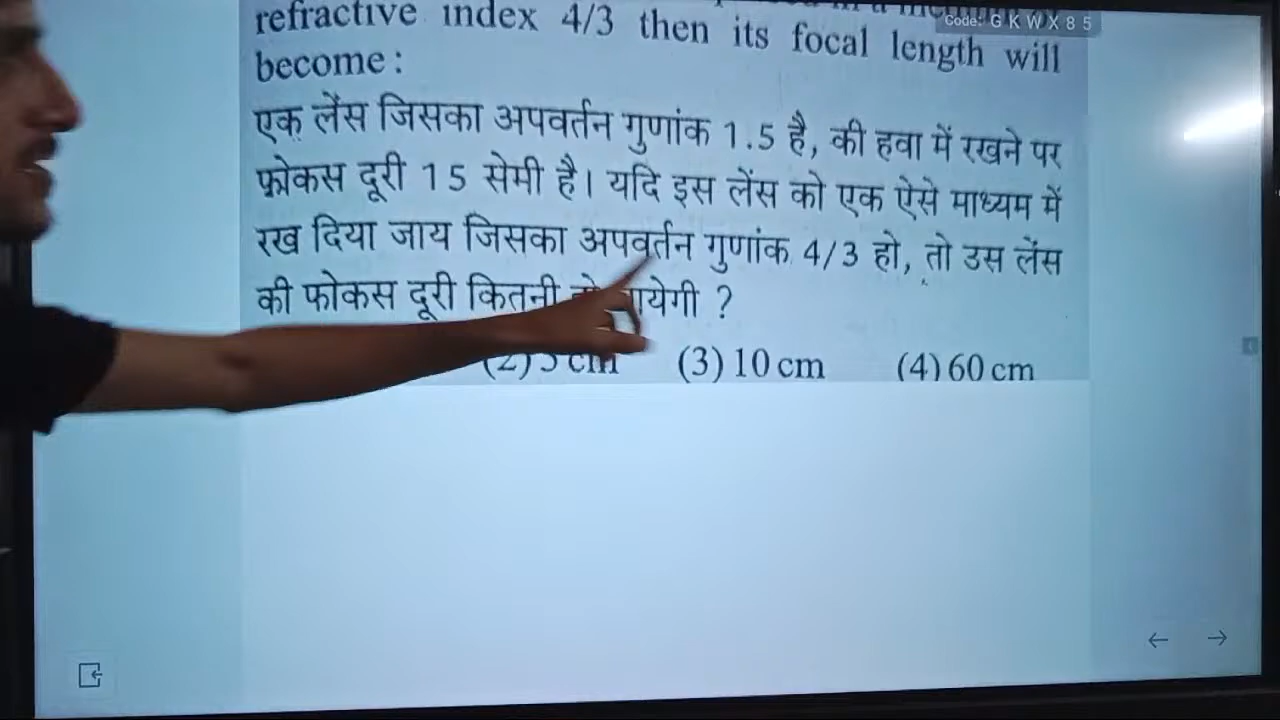 Code: G K W X 8 5
refractive index 4/3 then its focal length will
become :
एक लेंस जिसका अपवर्तन गुणांक 1.5 है, की हवा में रखने पर
फ़ोकस दूरी 15 सेमी है। यदि इस लेंस को एक ऐसे माध्यम में
रख दिया जाय जिसका अपवर्तन गुणांक 4/3 हो, तो उस लेंस
की फोकस दूरी कितनी ?
(3) 10 cm (4) 60 cm